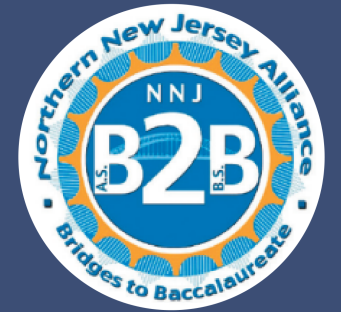 Northern New Jersey Alliance
NNJ
B2B
A.S.
B.S.
Bridges to Baccalaureate